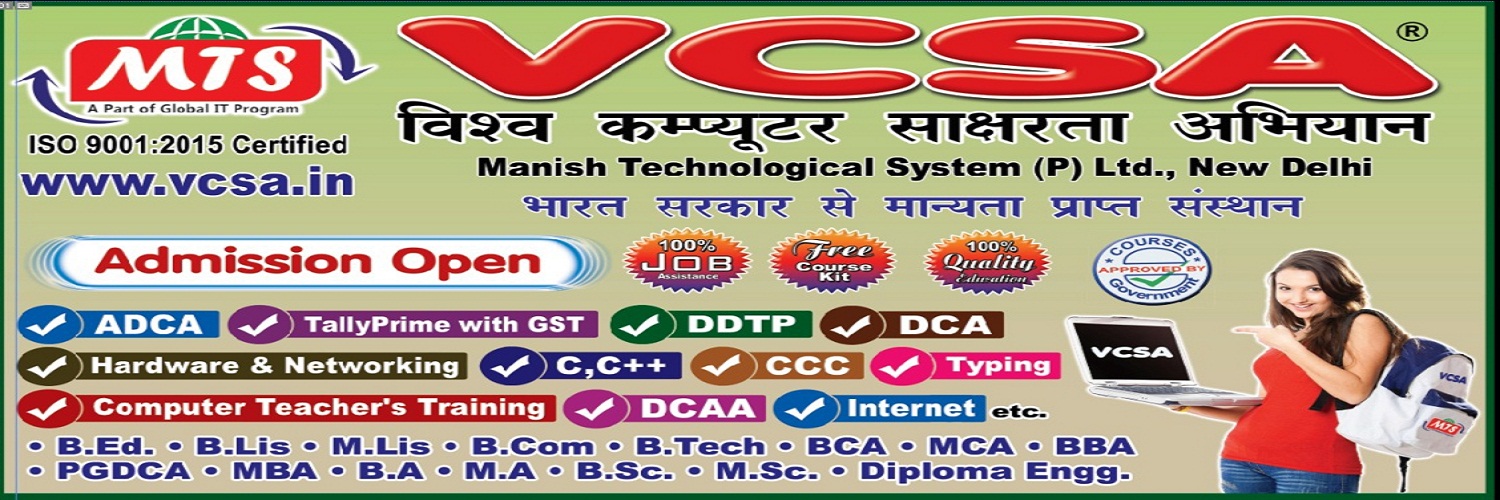 MTS
A Part of Global IT Program
ISO 9001:2015 Certified
www.vcsa.in
VCSA ®
विश्व कम्प्यूटर साक्षरता अभियान
Manish Technological System (P) Ltd., New Delhi
भारत सरकार से मान्यता प्राप्त संस्थान
Admission Open
100%
JOB
Assistance
Free
Course
Kit
100%
Quality
Education
COURSES
APPROVED BY
Government
ADCA TallyPrime with GST DDTP DCA
Hardware & Networking C,C++ CCC Typing
Computer Teacher's Training DCAA Internet etc.
• B.Ed. • B.Lis • M.Lis • B.Com • B.Tech • BCA • MCA • BBA
• PGDCA • MBA • B.A • M.A • B.Sc. • M.Sc. • Diploma Engg.
VCSA
VCSA
MTS